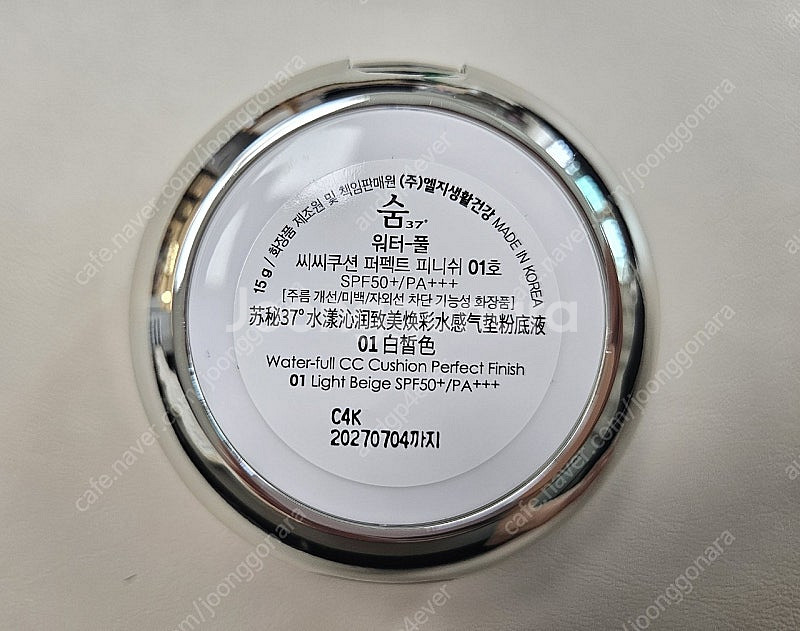 15 g / 화장품 제조원 및 책임판매원 (주)엘지생활건강 MADE IN KOREA
숨37°
워터-풀
씨씨쿠션 퍼펙트 피니쉬 01호
SPF50+/PA+++
[주름 개선/미백/자외선 차단 기능성 화장품]
苏秘37°水漾沁润致美焕彩水感气垫粉底液
01 白皙色
Water-full CC Cushion Perfect Finish
01 Light Beige SPF50+/PA+++
C4K
20270704까지
cafe.naver.com/joonggonara